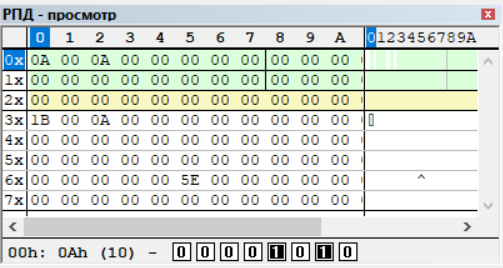 РПД - просмотр
0 1 2 3 4 5 6 7 8 9 A 0123456789A
0x 0A 00 0A 00 00 00 00 00 00 00 00
1x 00 00 00 00 00 00 00 00 00 00 00
2x 00 00 00 00 00 00 00 00 00 00 00
3x 1B 00 0A 00 00 00 00 00 00 00 00
4x 00 00 00 00 00 00 00 00 00 00 00
5x 00 00 00 00 00 00 00 00 00 00 00
6x 00 00 00 00 00 5E 00 00 00 00 00 ^
7x 00 00 00 00 00 00 00 00 00 00 00
00h: 0Ah (10) - 0 0 0 0 1 0 1 0